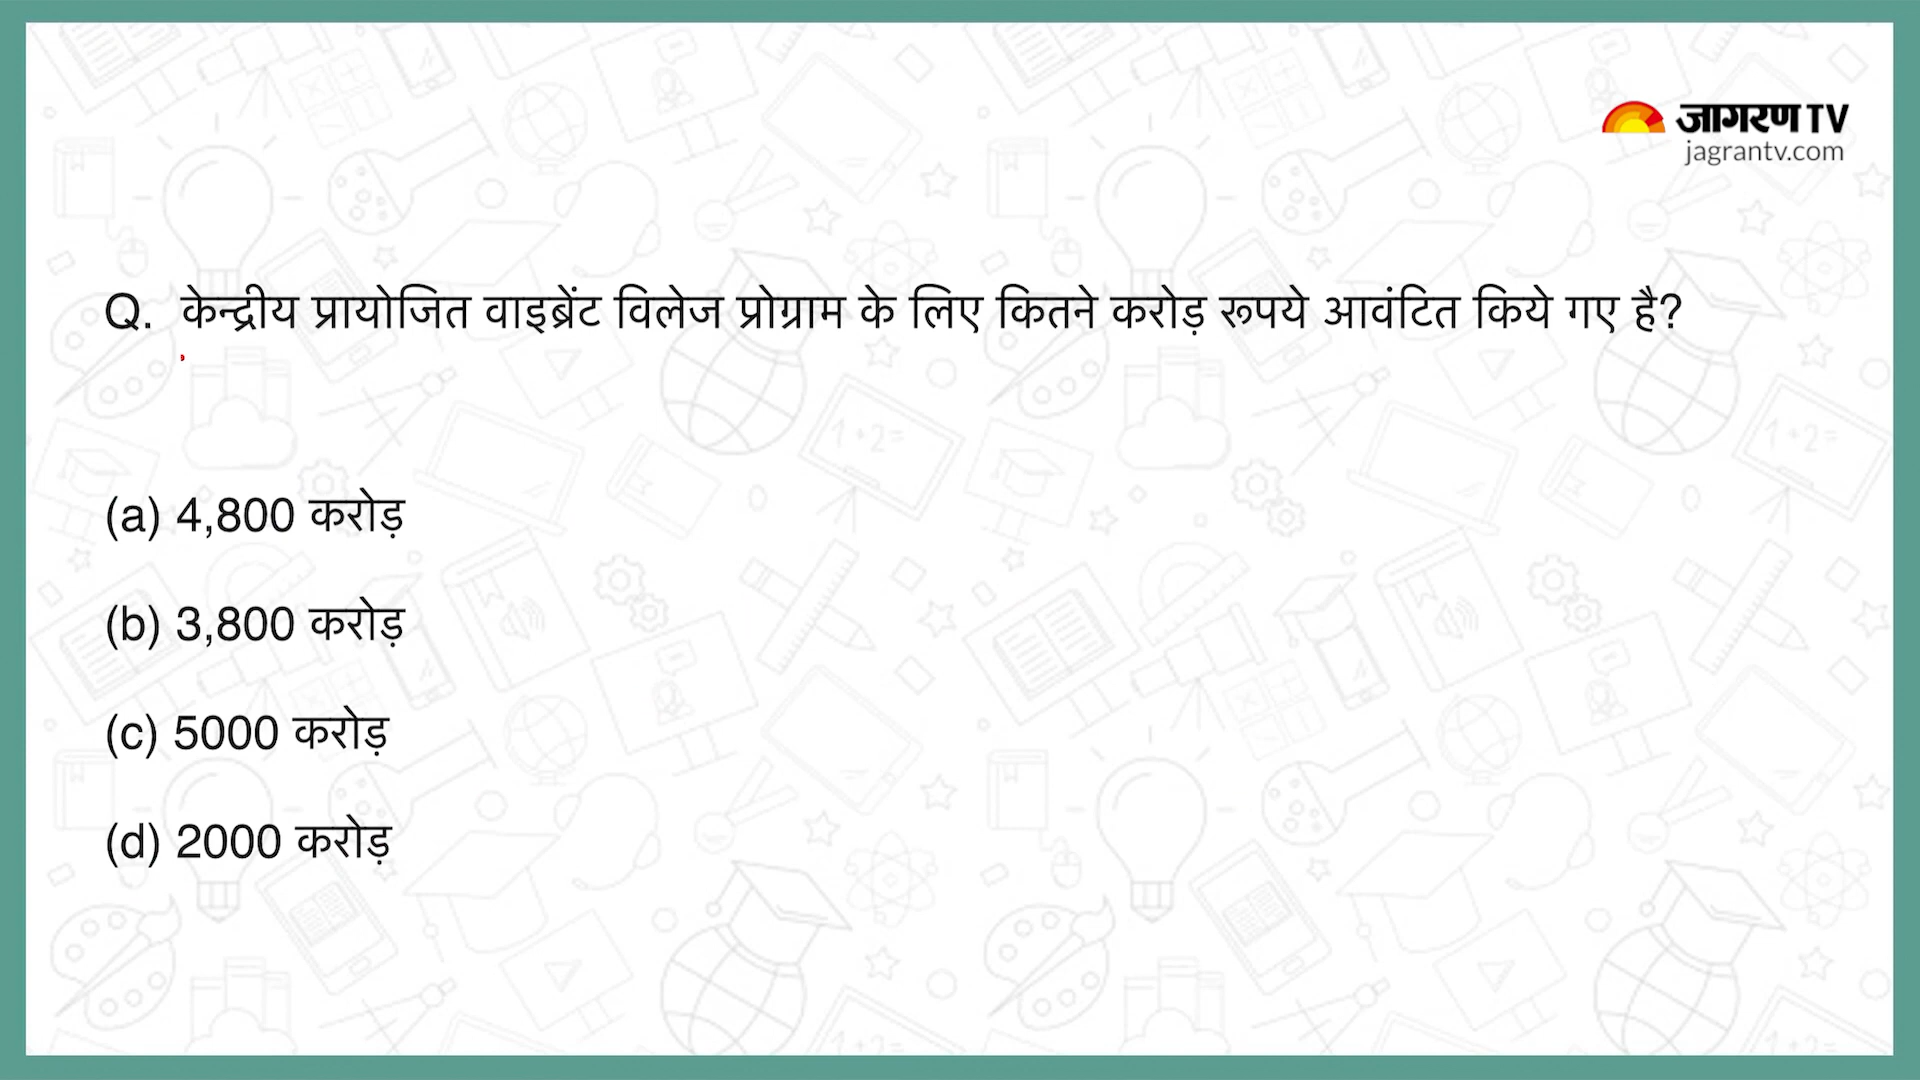 जागरण TV
jagrantv.com
Q. केन्द्रीय प्रायोजित वाइब्रेंट विलेज प्रोग्राम के लिए कितने करोड़ रूपये आवंटित किये गए है?
(a) 4,800 करोड़
(b) 3,800 करोड़
(c) 5000 करोड़
(d) 2000 करोड़